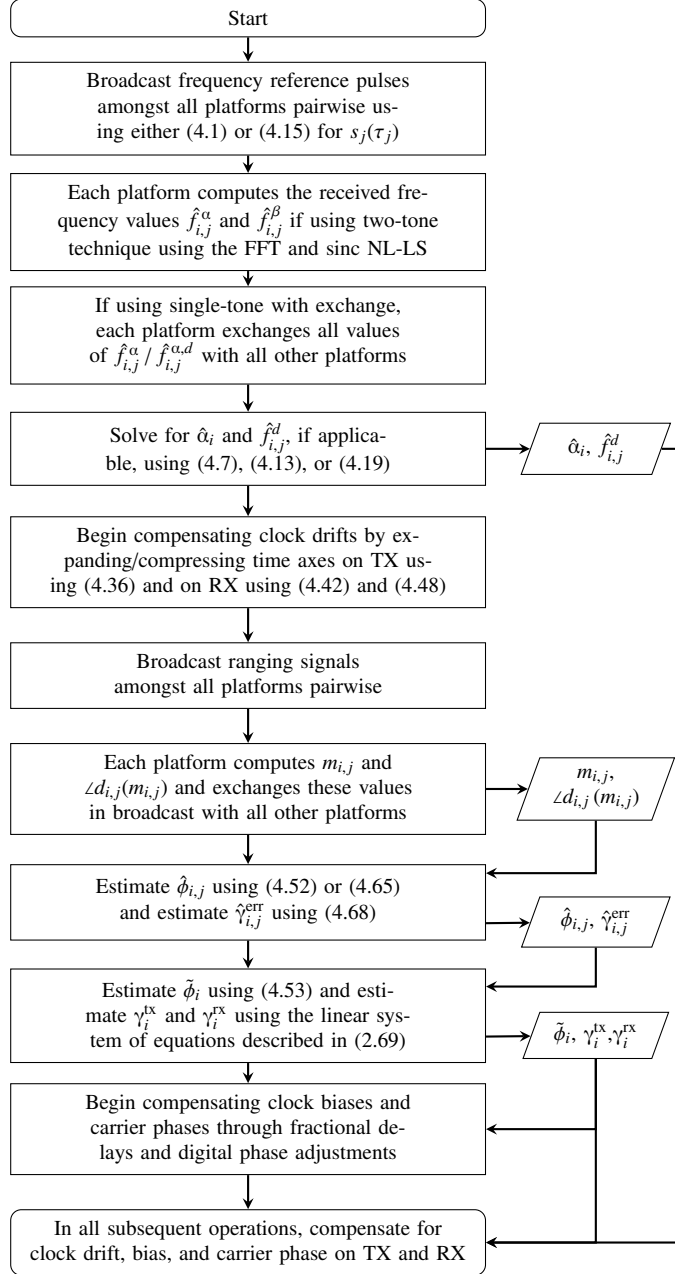 Start
Broadcast frequency reference pulses
amongst all platforms pairwise us-
ing either (4.1) or (4.15) for s_j(τ_j)
Each platform computes the received fre-
quency values f̂^α_{i,j} and f̂^β_{i,j} if using two-tone
technique using the FFT and sinc NL-LS
If using single-tone with exchange,
each platform exchanges all values
of f̂^α_{i,j} / f̂^{α,d}_{i,j} with all other platforms
Solve for α̂_i and f̂^d_{i,j}, if applica-
ble, using (4.7), (4.13), or (4.19)
α̂_i, f̂^d_{i,j}
Begin compensating clock drifts by ex-
panding/compressing time axes on TX us-
ing (4.36) and on RX using (4.42) and (4.48)
Broadcast ranging signals
amongst all platforms pairwise
Each platform computes m_{i,j} and
∠d_{i,j}(m_{i,j}) and exchanges these values
in broadcast with all other platforms
m_{i,j},
∠d_{i,j}(m_{i,j})
Estimate ϕ̂_{i,j} using (4.52) or (4.65)
and estimate γ̂^{err}_{i,j} using (4.68)
ϕ̂_{i,j}, γ̂^{err}_{i,j}
Estimate ϕ̃_i using (4.53) and esti-
mate γ^{tx}_i and γ^{rx}_i using the linear sys-
tem of equations described in (2.69)
ϕ̃_i, γ^{tx}_i,γ^{rx}_i
Begin compensating clock biases and
carrier phases through fractional de-
lays and digital phase adjustments
In all subsequent operations, compensate for
clock drift, bias, and carrier phase on TX and RX